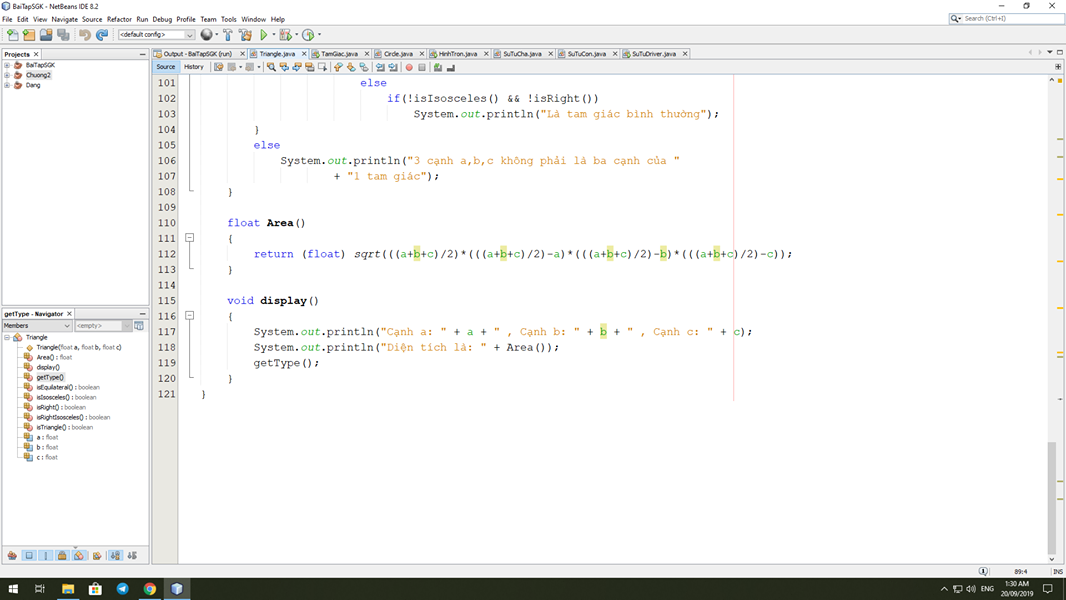 BaiTapSGK - NetBeans IDE 8.2
File Edit View Navigate Source Refactor Run Debug Profile Team Tools Window Help
Search (Ctrl+I)
<default config>
Projects
BaiTapSGK
Chuong2
Dang
Output - BaiTapSGK (run) Triangle.java TamGiac.java Circle.java HinhTron.java SuTuCha.java SuTuCon.java SuTuDriver.java
Source History
101 else
102 if(!isIsosceles() && !isRight())
103 System.out.println("Là tam giác bình thường");
104 }
105 else
106 System.out.println("3 cạnh a,b,c không phải là ba cạnh của "
107 + "1 tam giác");
108 }
109
110 float Area()
111 {
112 return (float) sqrt(((a+b+c)/2)*(((a+b+c)/2)-a)*(((a+b+c)/2)-b)*(((a+b+c)/2)-c));
113 }
114
115 void display()
116 {
117 System.out.println("Cạnh a: " + a + " , Cạnh b: " + b + " , Cạnh c: " + c);
118 System.out.println("Diện tích là: " + Area());
119 getType();
120 }
121 }
getType - Navigator
Members <empty>
Triangle
Triangle(float a, float b, float c)
Area() : float
display()
getType()
isEquilateral() : boolean
isIsosceles() : boolean
isRight() : boolean
isRightIsosceles() : boolean
isTriangle() : boolean
a : float
b : float
c : float
1 89:4 INS
ENG
1:30 AM
20/09/2019